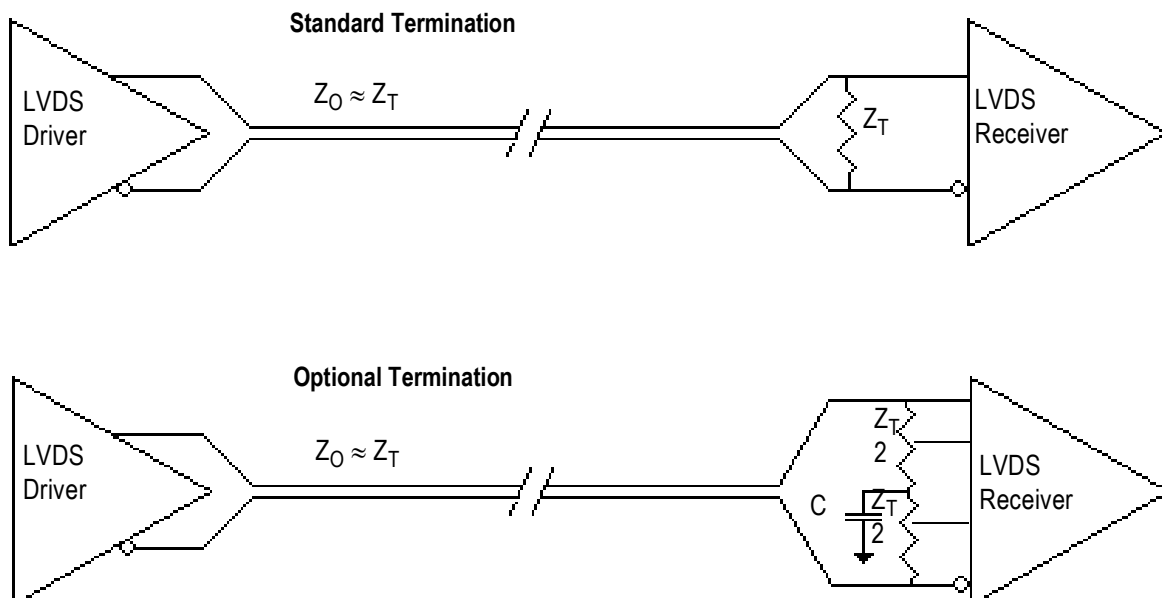 Standard Termination
LVDS
Driver
Z_O ≈ Z_T
Z_T
LVDS
Receiver
Optional Termination
LVDS
Driver
Z_O ≈ Z_T
Z_T
2
C
Z_T
2
LVDS
Receiver